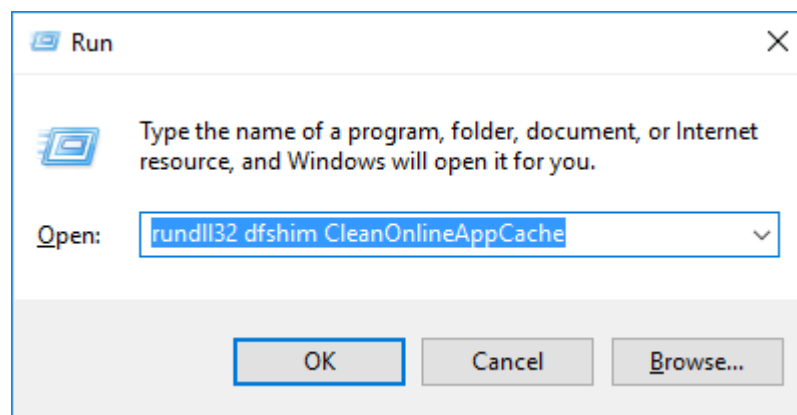 Run
Type the name of a program, folder, document, or Internet
resource, and Windows will open it for you.
Open: rundll32 dfshim CleanOnlineAppCache
OK Cancel Browse...